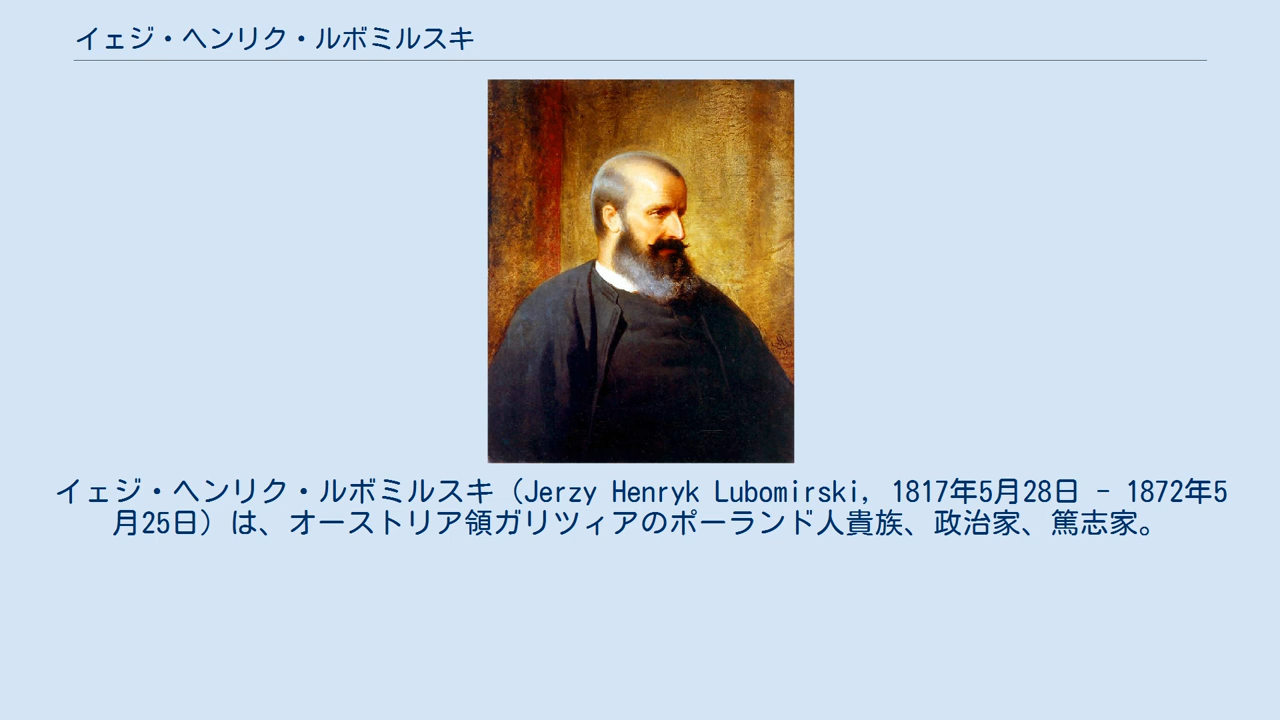 イェジ・ヘンリク・ルボミルスキ
イェジ・ヘンリク・ルボミルスキ（Jerzy Henryk Lubomirski, 1817年5月28日 - 1872年5
月25日）は、オーストリア領ガリツィアのポーランド人貴族、政治家、篤志家。